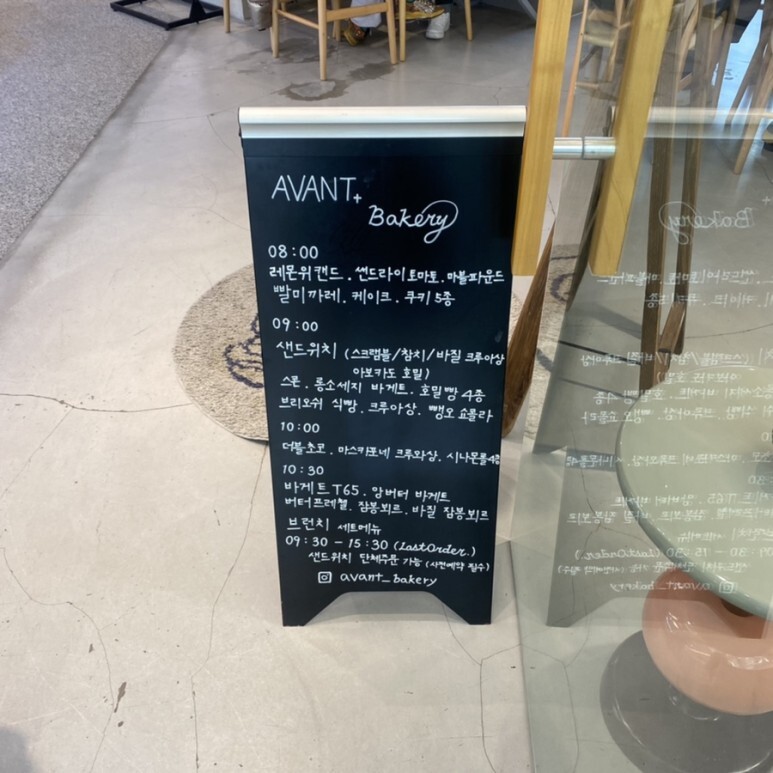 AVANT+
Bakery
08:00
레몬위캔드. 썬드라이토마토. 마블파운드
빨미까레. 케이크. 쿠키 5종
09:00
샌드위치 (스크램블/참치/바질 크루아상
아보카도 호밀)
스콘. 롱소세지 바게트. 호밀빵 4종
브리오쉬 식빵. 크루아상. 뺑오 쇼콜라
10:00
더블초코. 마스카포네 크루와상. 시나몬롤4종
10:30
바게트 T65. 앙버터 바게트
버터프레첼. 잠봉뵈르. 바질 잠봉뵈르
브런치 세트메뉴
09:30 - 15:30 (Last Order.)
샌드위치 단체주문 가능 (사전예약 필수)
avant_bakery